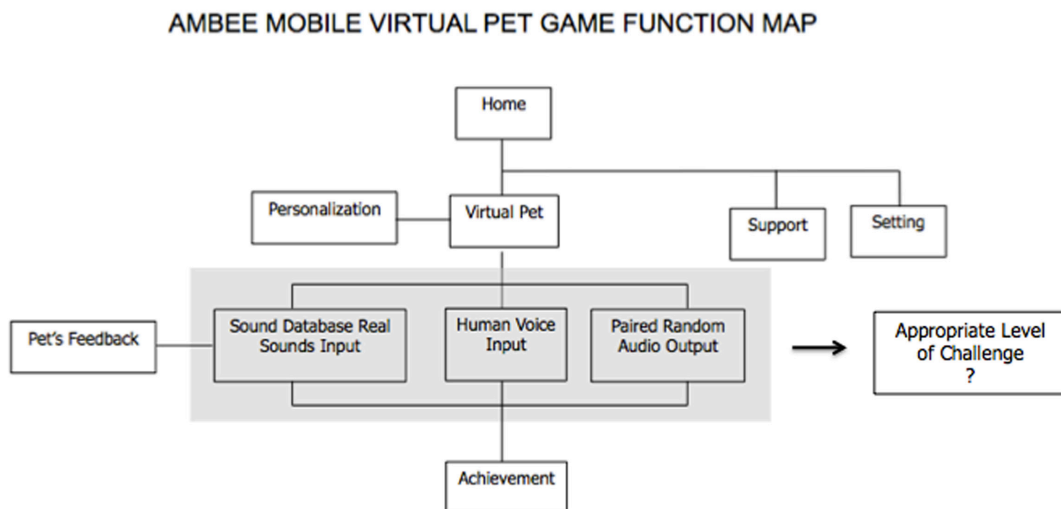 AMBEE MOBILE VIRTUAL PET GAME FUNCTION MAP
Home
Personalization
Virtual Pet
Support
Setting
Pet's Feedback
Sound Database Real
Sounds Input
Human Voice
Input
Paired Random
Audio Output
Appropriate Level
of Challenge
?
Achievement